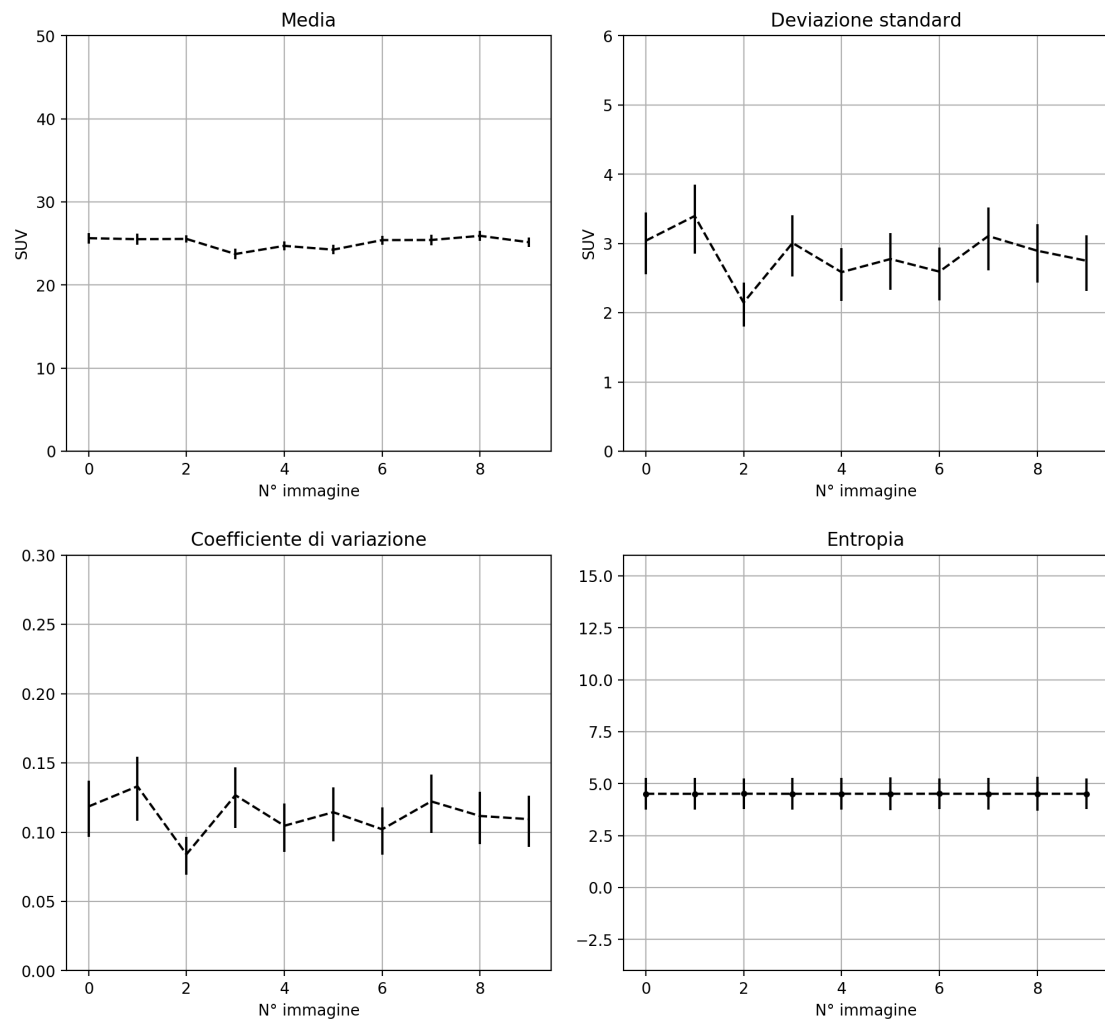 Media
50
40
30
20
10
0
SUV
0 2 4 6 8
N° immagine
Deviazione standard
6
5
4
3
2
1
0
SUV
0 2 4 6 8
N° immagine
Coefficiente di variazione
0.30
0.25
0.20
0.15
0.10
0.05
0.00
0 2 4 6 8
N° immagine
Entropia
15.0
12.5
10.0
7.5
5.0
2.5
0.0
−2.5
0 2 4 6 8
N° immagine